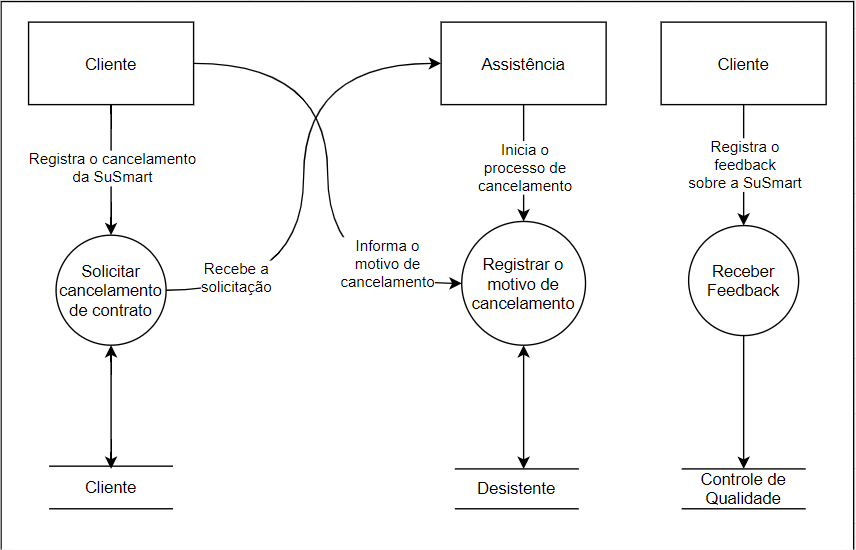 Cliente
Assistência
Cliente
Registra o cancelamento
da SuSmart
Inicia o
processo de
cancelamento
Registra o
feedback
sobre a SuSmart
Solicitar
cancelamento
de contrato
Recebe a
solicitação
Informa o
motivo de
cancelamento
Registrar o
motivo de
cancelamento
Receber
Feedback
Cliente
Desistente
Controle de
Qualidade